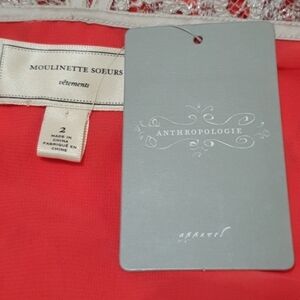 MOULINETTE SOEURS
vêtements
2
MADE IN
CHINA
FABRIQUÉ EN
CHINE
ANTHROPOLOGIE
apparel